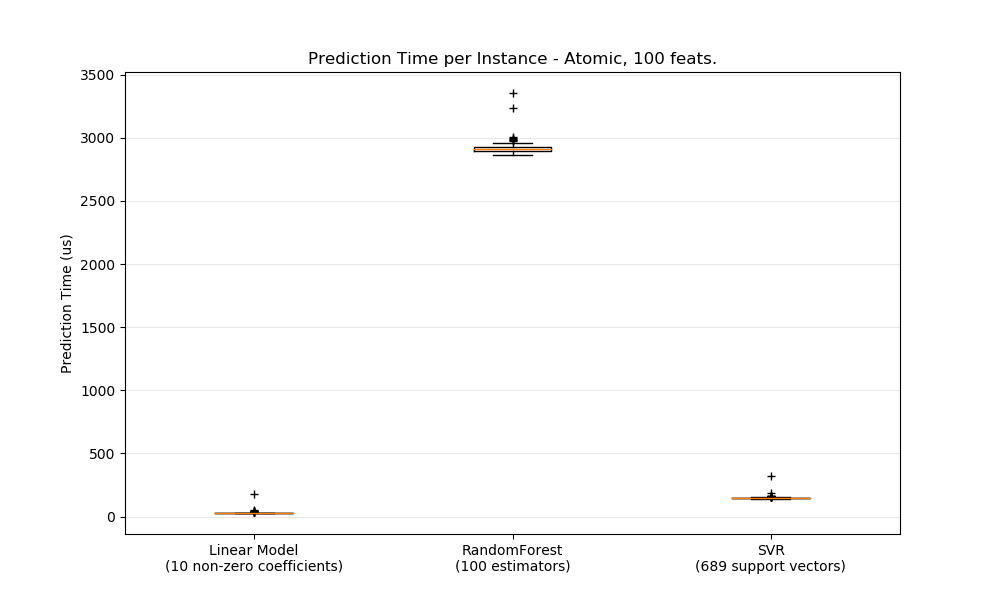 Prediction Time per Instance - Atomic, 100 feats.
Prediction Time (us)
3500
3000
2500
2000
1500
1000
500
0
Linear Model
(10 non-zero coefficients)
RandomForest
(100 estimators)
SVR
(689 support vectors)